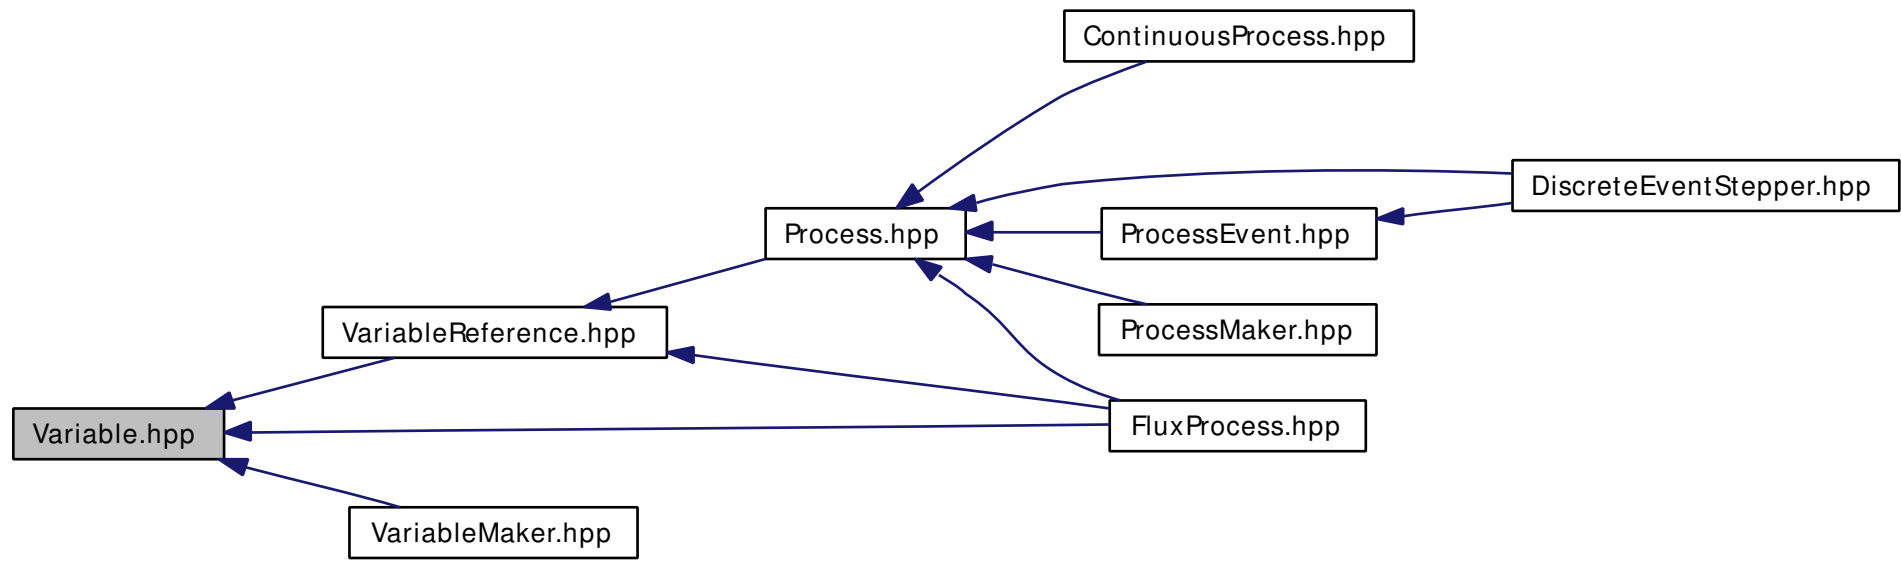 ContinuousProcess.hpp
DiscreteEventStepper.hpp
Process.hpp
ProcessEvent.hpp
VariableReference.hpp
ProcessMaker.hpp
Variable.hpp
FluxProcess.hpp
VariableMaker.hpp